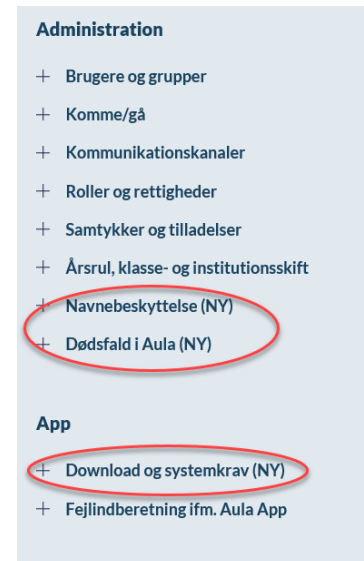 Administration
+ Brugere og grupper
+ Komme/gå
+ Kommunikationskanaler
+ Roller og rettigheder
+ Samtykker og tilladelser
+ Årsrul, klasse- og institutionsskift
+ Navnebeskyttelse (NY)
+ Dødsfald i Aula (NY)
App
+ Download og systemkrav (NY)
+ Fejlindberetning ifm. Aula App